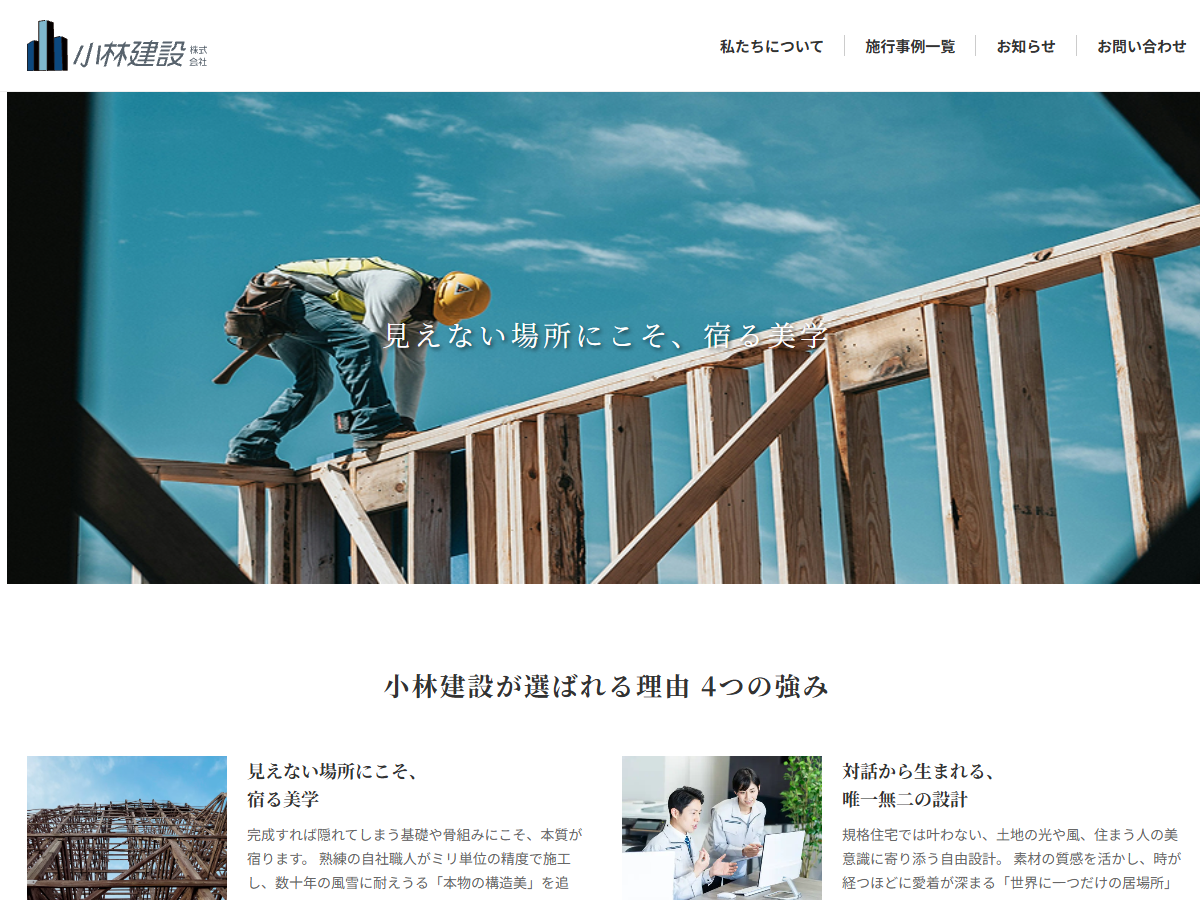 小林建設 株式会社
私たちについて
施行事例一覧
お知らせ
お問い合わせ
見えない場所にこそ、宿る美学
小林建設が選ばれる理由 4つの強み
見えない場所にこそ、
宿る美学
完成すれば隠れてしまう基礎や骨組みにこそ、本質が
宿ります。 熟練の自社職人がミリ単位の精度で施工
し、数十年の風雪に耐えうる「本物の構造美」を追
対話から生まれる、
唯一無二の設計
規格住宅では叶わない、土地の光や風、住まう人の美
意識に寄り添う自由設計。 素材の質感を活かし、時が
経つほどに愛着が深まる「世界に一つだけの居場所」